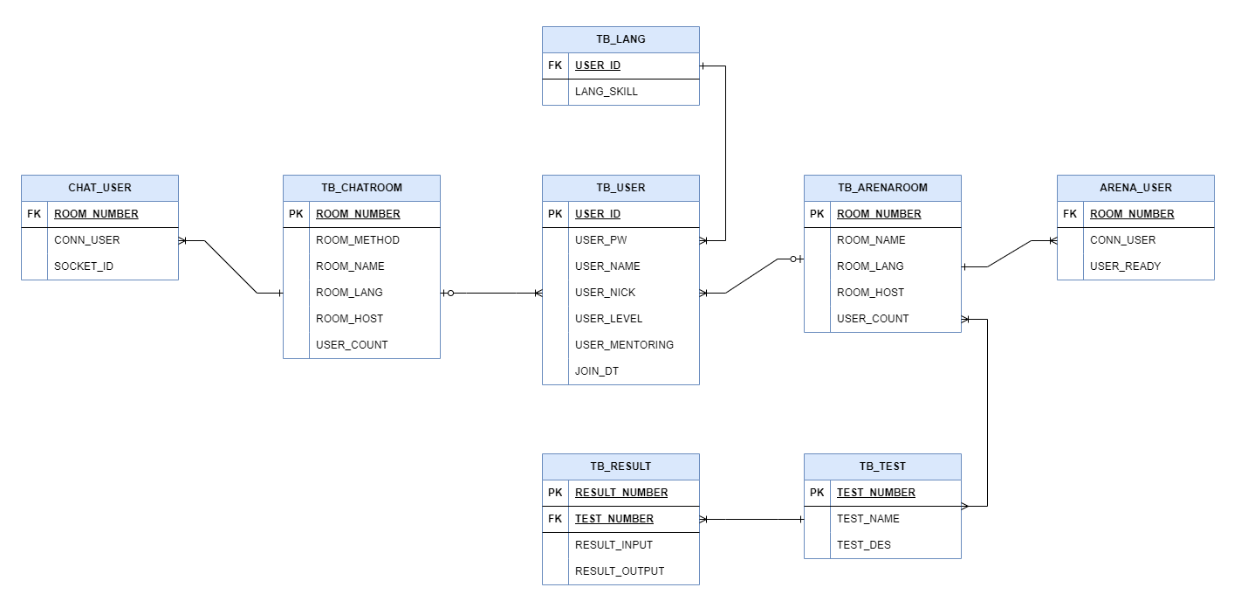 TB_LANG
FK USER_ID
LANG_SKILL
CHAT_USER
FK ROOM_NUMBER
CONN_USER
SOCKET_ID
TB_CHATROOM
PK ROOM_NUMBER
ROOM_METHOD
ROOM_NAME
ROOM_LANG
ROOM_HOST
USER_COUNT
TB_USER
PK USER_ID
USER_PW
USER_NAME
USER_NICK
USER_LEVEL
USER_MENTORING
JOIN_DT
TB_ARENAROOM
PK ROOM_NUMBER
ROOM_NAME
ROOM_LANG
ROOM_HOST
USER_COUNT
ARENA_USER
FK ROOM_NUMBER
CONN_USER
USER_READY
TB_RESULT
PK RESULT_NUMBER
FK TEST_NUMBER
RESULT_INPUT
RESULT_OUTPUT
TB_TEST
PK TEST_NUMBER
TEST_NAME
TEST_DES